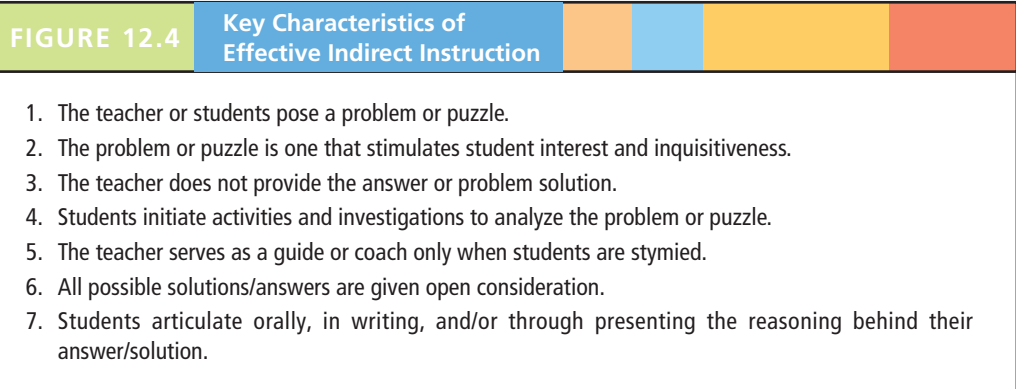 FIGURE 12.4
Key Characteristics of
Effective Indirect Instruction
1. The teacher or students pose a problem or puzzle.
2. The problem or puzzle is one that stimulates student interest and inquisitiveness.
3. The teacher does not provide the answer or problem solution.
4. Students initiate activities and investigations to analyze the problem or puzzle.
5. The teacher serves as a guide or coach only when students are stymied.
6. All possible solutions/answers are given open consideration.
7. Students articulate orally, in writing, and/or through presenting the reasoning behind their
answer/solution.